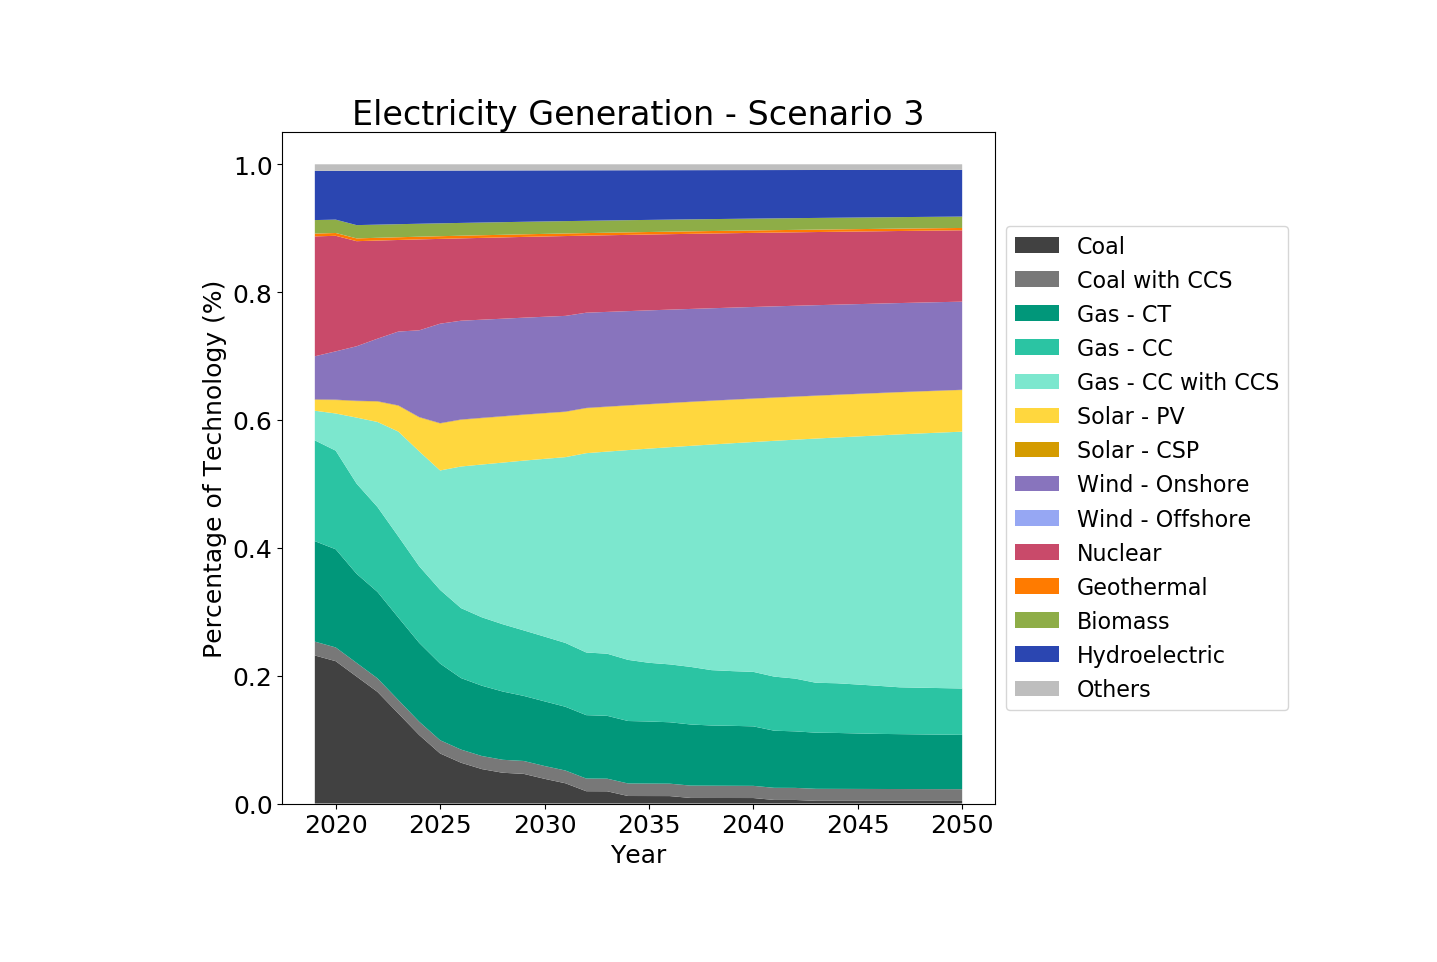 Electricity Generation - Scenario 3
Percentage of Technology (%)
1.0
0.8
0.6
0.4
0.2
0.0
2020 2025 2030 2035 2040 2045 2050
Year
Coal
Coal with CCS
Gas - CT
Gas - CC
Gas - CC with CCS
Solar - PV
Solar - CSP
Wind - Onshore
Wind - Offshore
Nuclear
Geothermal
Biomass
Hydroelectric
Others